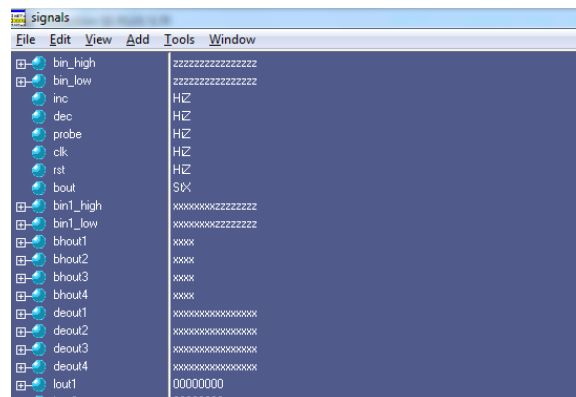 signals
File Edit View Add Tools Window
bin_high zzzzzzzzzzzzzzzz
bin_low zzzzzzzzzzzzzzzz
inc HiZ
dec HiZ
probe HiZ
clk HiZ
rst HiZ
bout StX
bin1_high xxxxxxxxzzzzzzzz
bin1_low xxxxxxxxzzzzzzzz
bhout1 xxxx
bhout2 xxxx
bhout3 xxxx
bhout4 xxxx
deout1 xxxxxxxxxxxxxxxx
deout2 xxxxxxxxxxxxxxxx
deout3 xxxxxxxxxxxxxxxx
deout4 xxxxxxxxxxxxxxxx
lout1 00000000